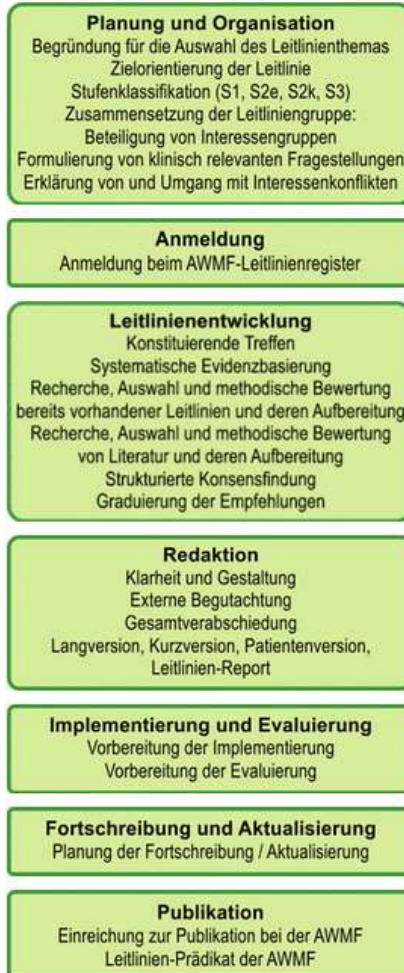 Planung und Organisation
Begründung für die Auswahl des Leitlinienthemas
Zielorientierung der Leitlinie
Stufenklassifikation (S1, S2e, S2k, S3)
Zusammensetzung der Leitliniengruppe:
Beteiligung von Interessengruppen
Formulierung von klinisch relevanten Fragestellungen
Erklärung von und Umgang mit Interessenkonflikten
Anmeldung
Anmeldung beim AWMF-Leitlinienregister
Leitlinienentwicklung
Konstituierende Treffen
Systematische Evidenzbasierung
Recherche, Auswahl und methodische Bewertung
bereits vorhandener Leitlinien und deren Aufbereitung
Recherche, Auswahl und methodische Bewertung
von Literatur und deren Aufbereitung
Strukturierte Konsensfindung
Graduierung der Empfehlungen
Redaktion
Klarheit und Gestaltung
Externe Begutachtung
Gesamtverabschiedung
Langversion, Kurzversion, Patientenversion,
Leitlinien-Report
Implementierung und Evaluierung
Vorbereitung der Implementierung
Vorbereitung der Evaluierung
Fortschreibung und Aktualisierung
Planung der Fortschreibung / Aktualisierung
Publikation
Einreichung zur Publikation bei der AWMF
Leitlinien-Prädikat der AWMF